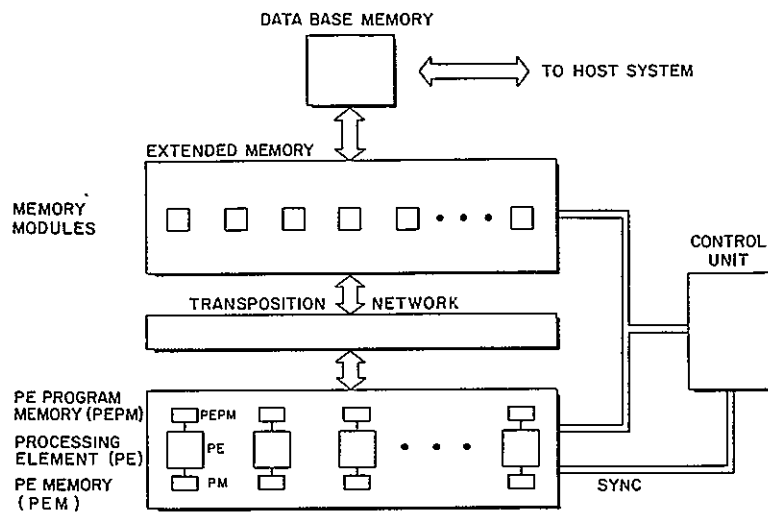 DATA BASE MEMORY
TO HOST SYSTEM
EXTENDED MEMORY
MEMORY
MODULES
CONTROL
UNIT
TRANSPOSITION NETWORK
PE PROGRAM
MEMORY (PEPM)
PEPM
PROCESSING
ELEMENT (PE)
PE
PE MEMORY
(PEM)
PM
SYNC